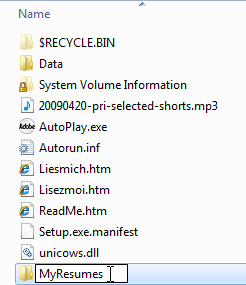 Name
$RECYCLE.BIN
Data
System Volume Information
20090420-pri-selected-shorts.mp3
Adobe AutoPlay.exe
Autorun.inf
Liesmich.htm
Lisezmoi.htm
ReadMe.htm
Setup.exe.manifest
unicows.dll
MyResumes